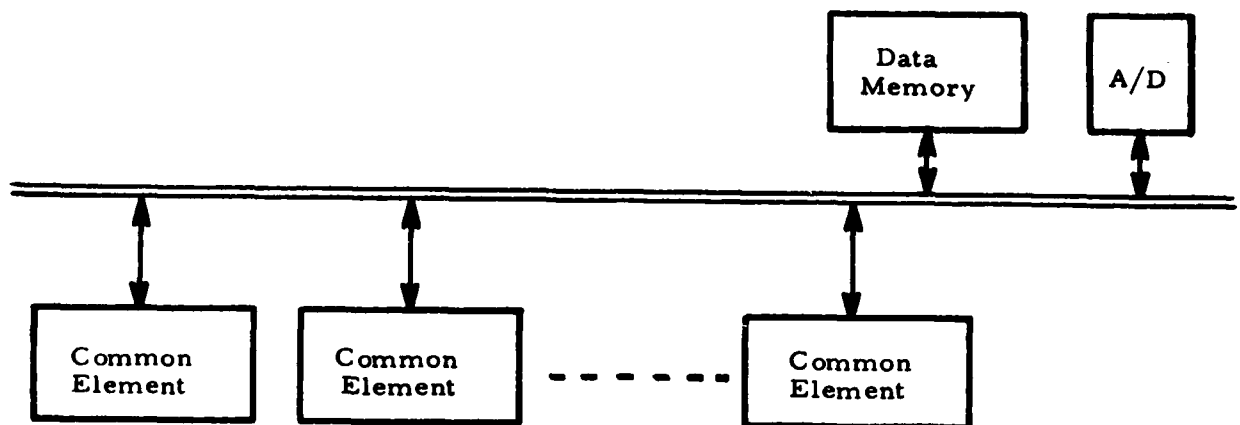 Data
Memory
A/D
Common
Element
Common
Element
Common
Element